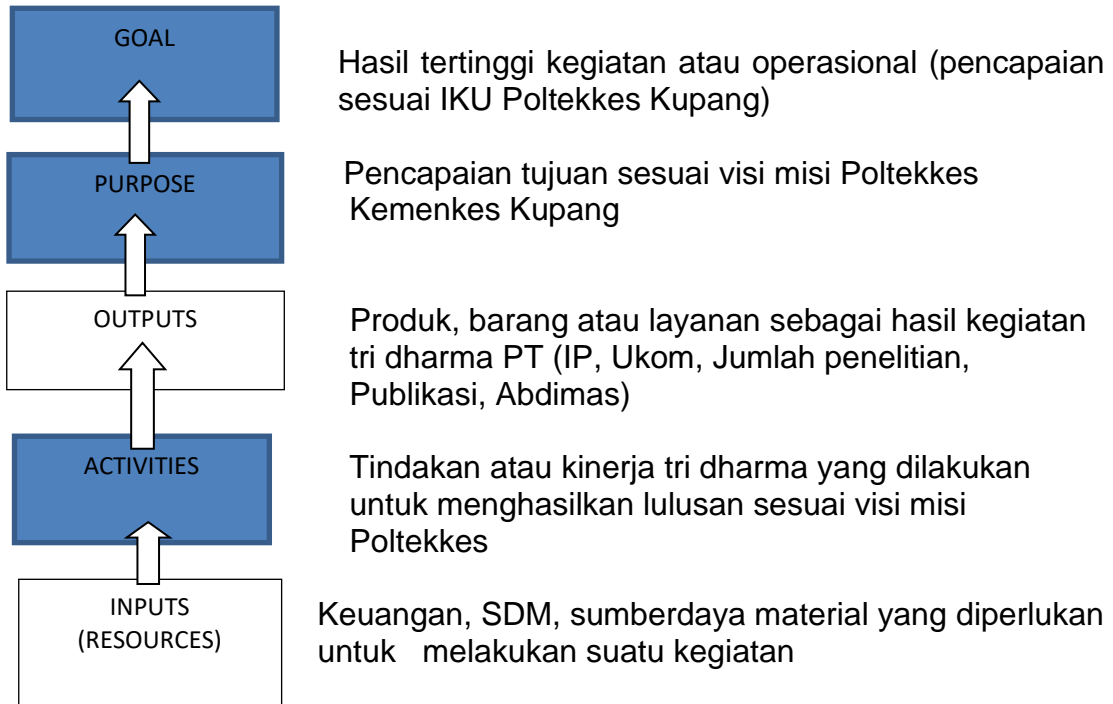 GOAL
Hasil tertinggi kegiatan atau operasional (pencapaian
sesuai IKU Poltekkes Kupang)
PURPOSE
Pencapaian tujuan sesuai visi misi Poltekkes
Kemenkes Kupang
OUTPUTS
Produk, barang atau layanan sebagai hasil kegiatan
tri dharma PT (IP, Ukom, Jumlah penelitian,
Publikasi, Abdimas)
ACTIVITIES
Tindakan atau kinerja tri dharma yang dilakukan
untuk menghasilkan lulusan sesuai visi misi
Poltekkes
INPUTS
(RESOURCES)
Keuangan, SDM, sumberdaya material yang diperlukan
untuk melakukan suatu kegiatan